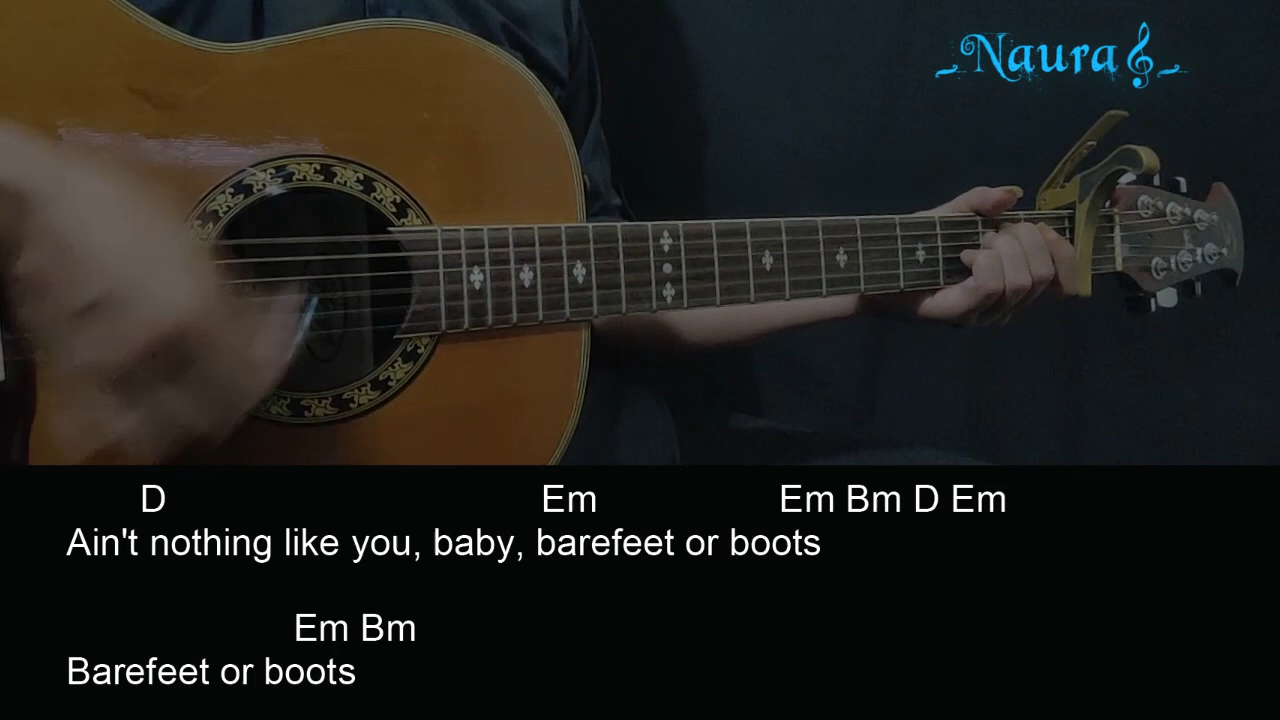 Naura
D Em Em Bm D Em
Ain't nothing like you, baby, barefeet or boots
Em Bm
Barefeet or boots